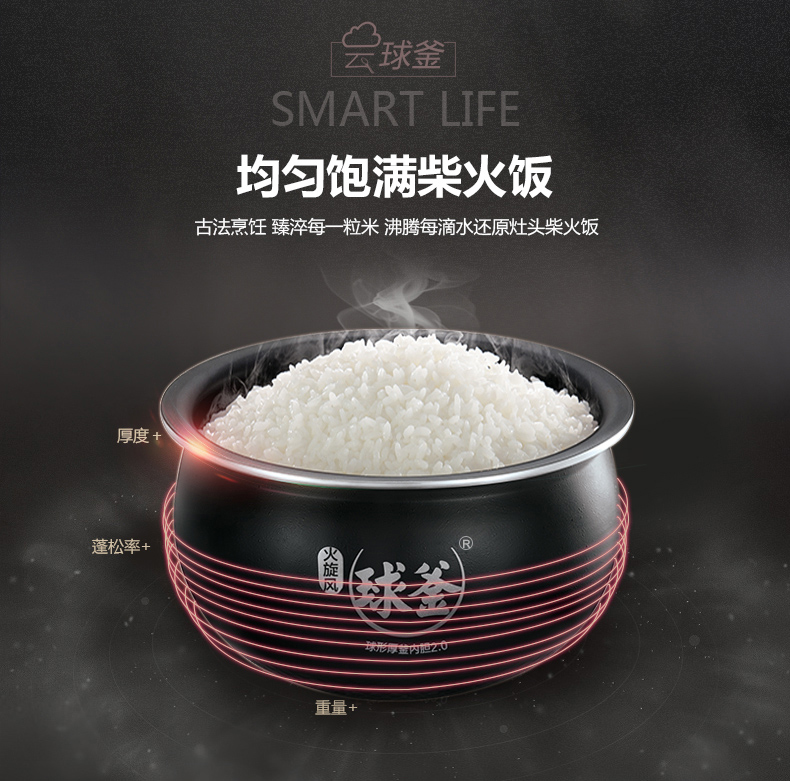 云球釜
SMART LIFE
均匀饱满柴火饭
古法烹饪 臻淬每一粒米 沸腾每滴水还原灶头柴火饭
厚度+
蓬松率+
火旋风
球釜®
球形厚釜内胆2.0
重量+